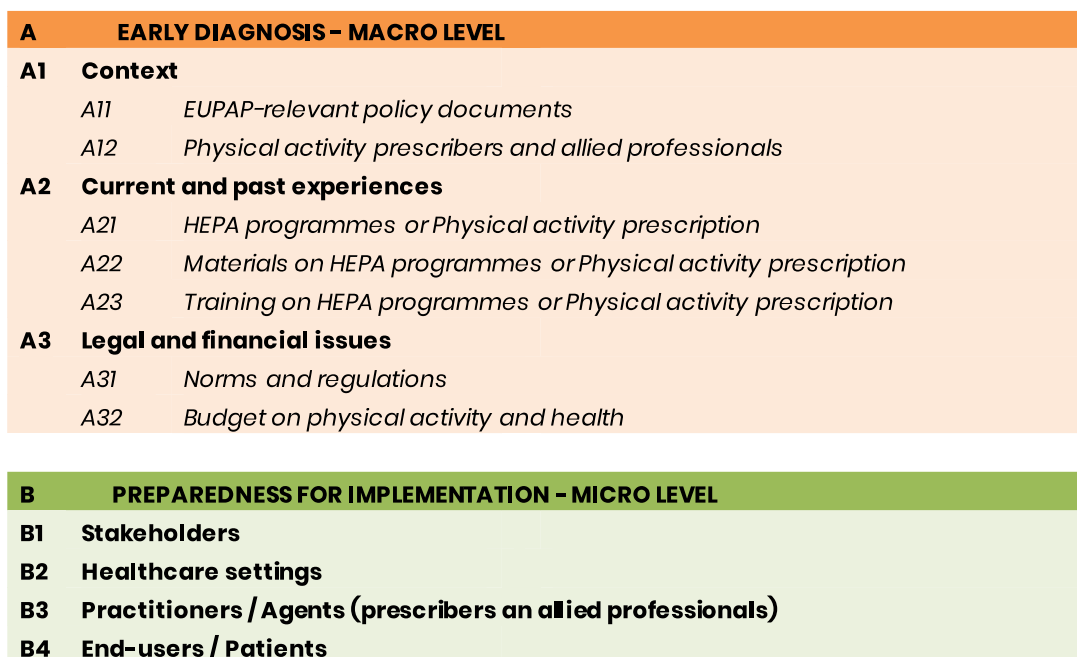 A EARLY DIAGNOSIS – MACRO LEVEL
A1 Context
A11 EUPAP-relevant policy documents
A12 Physical activity prescribers and allied professionals
A2 Current and past experiences
A21 HEPA programmes or Physical activity prescription
A22 Materials on HEPA programmes or Physical activity prescription
A23 Training on HEPA programmes or Physical activity prescription
A3 Legal and financial issues
A31 Norms and regulations
A32 Budget on physical activity and health
B PREPAREDNESS FOR IMPLEMENTATION – MICRO LEVEL
B1 Stakeholders
B2 Healthcare settings
B3 Practitioners / Agents (prescribers an allied professionals)
B4 End-users / Patients